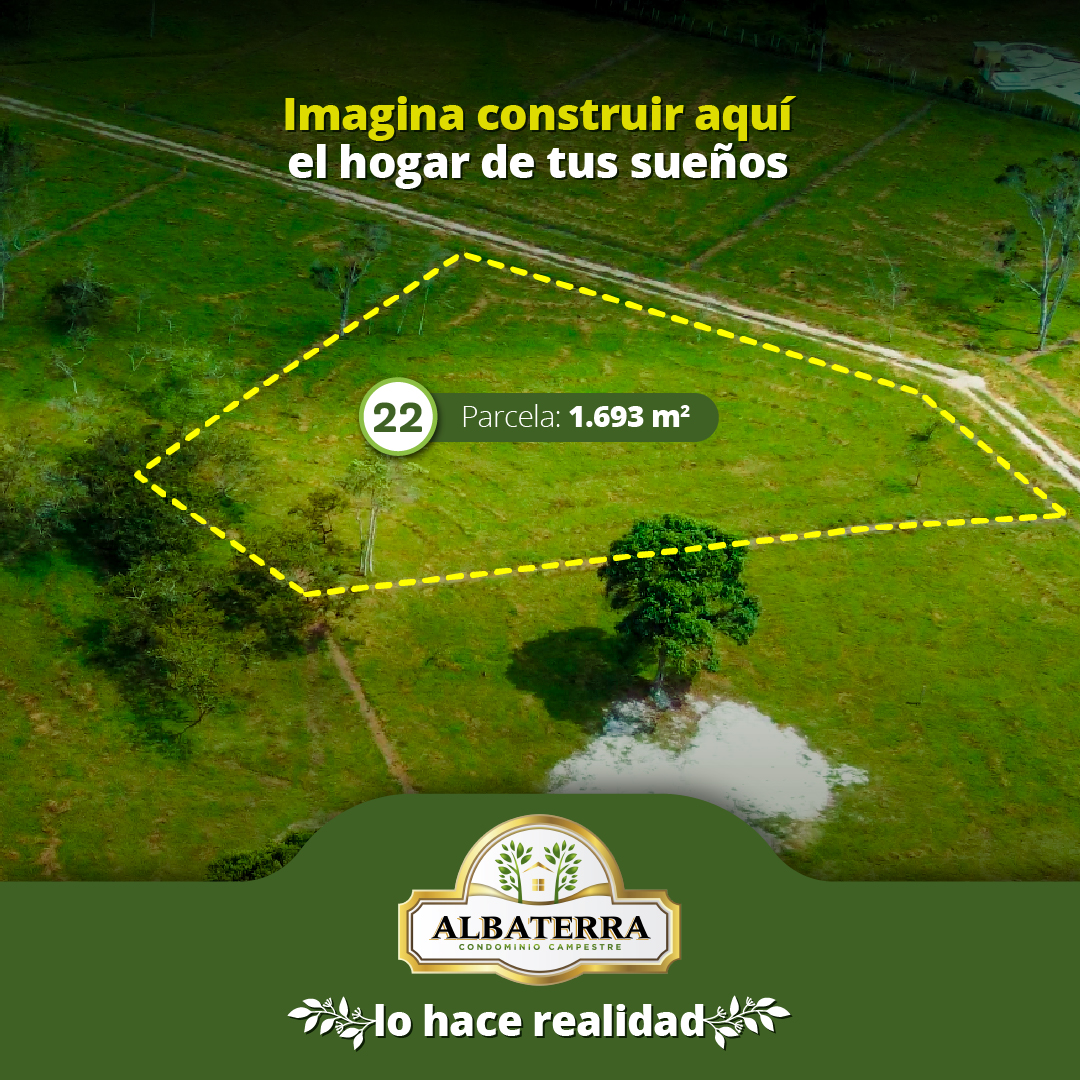 Imagina construir aquí
el hogar de tus sueños
22 Parcela: 1.693 m²
ALBATERRA
CONDOMINIO CAMPESTRE
lo hace realidad